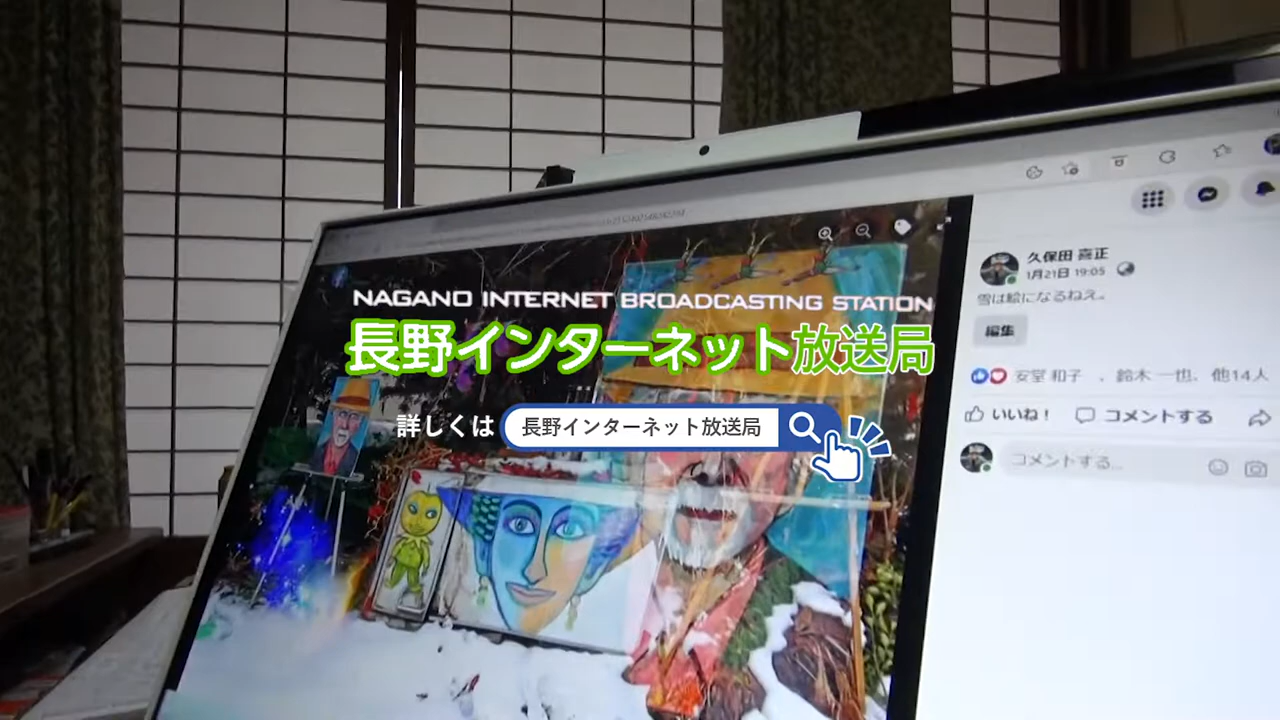 NAGANO INTERNET BROADCASTING STATION
長野インターネット放送局
詳しくは 長野インターネット放送局
久保田 喜正
1月21日 19:05
雪は絵になるねえ。
編集
安堂 和子 、鈴木 一也、他14人
いいね！ コメントする
コメントする...